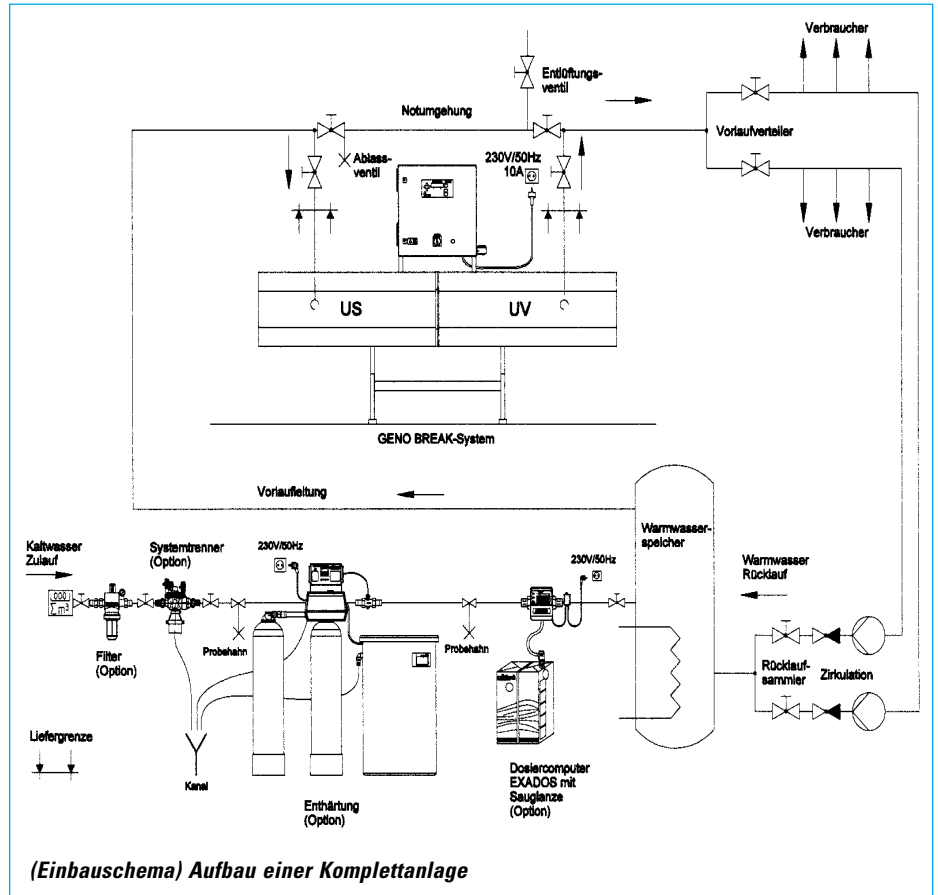 Verbraucher
Entlüftungs-
ventil
Notumgehung
Vorlaufverteiler
Ablass-
ventil
230V/50Hz
10A
Verbraucher
US
UV
GENO BREAK-System
Vorlaufleitung
Warmwasser-
speicher
Kaltwasser
Zulauf
Systemtrenner
(Option)
230V/50Hz
230V/50Hz
Warmwasser
Rücklauf
000
Σm³
Filter
(Option)
Probehahn
Probehahn
Rücklauf-
sammler
Zirkulation
Liefergrenze
Kanal
Enthärtung
(Option)
Dosiercomputer
EXADOS mit
Sauglanze
(Option)
(Einbauschema) Aufbau einer Komplettanlage